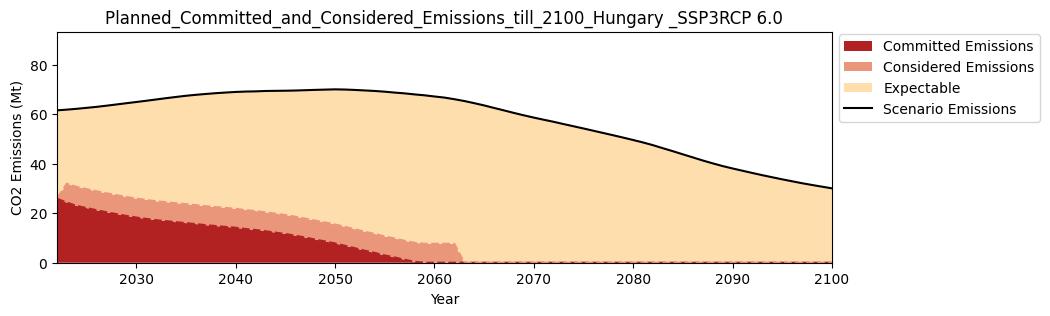 Planned_Committed_and_Considered_Emissions_till_2100_Hungary _SSP3RCP 6.0
CO2 Emissions (Mt)
80
60
40
20
0
2030 2040 2050 2060 2070 2080 2090 2100
Year
Committed Emissions
Considered Emissions
Expectable
Scenario Emissions